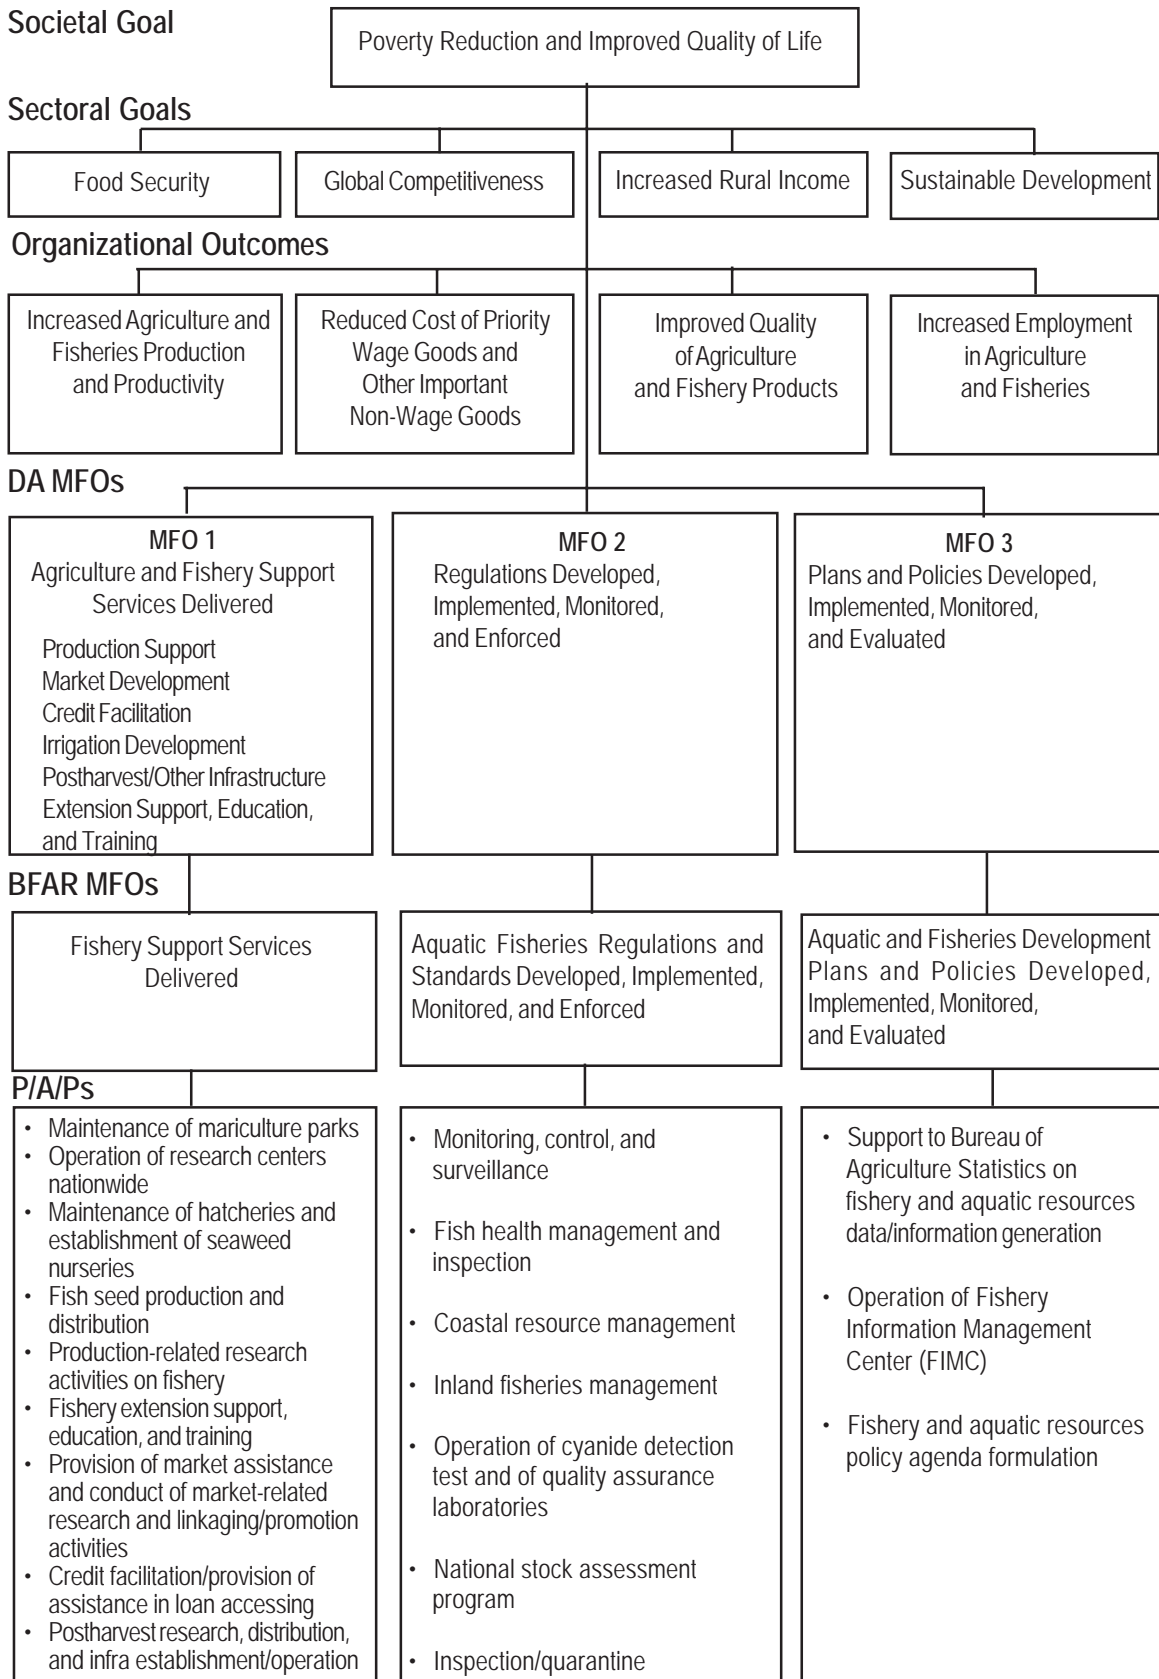 Societal Goal
Poverty Reduction and Improved Quality of Life
Sectoral Goals
Food Security
Global Competitiveness
Increased Rural Income
Sustainable Development
Organizational Outcomes
Increased Agriculture and
Fisheries Production
and Productivity
Reduced Cost of Priority
Wage Goods and
Other Important
Non-Wage Goods
Improved Quality
of Agriculture
and Fishery Products
Increased Employment
in Agriculture
and Fisheries
DA MFOs
MFO 1
Agriculture and Fishery Support
Services Delivered
Production Support
Market Development
Credit Facilitation
Irrigation Development
Postharvest/Other Infrastructure
Extension Support, Education,
and Training
MFO 2
Regulations Developed,
Implemented, Monitored,
and Enforced
MFO 3
Plans and Policies Developed,
Implemented, Monitored,
and Evaluated
BFAR MFOs
Fishery Support Services
Delivered
Aquatic Fisheries Regulations and
Standards Developed, Implemented,
Monitored, and Enforced
Aquatic and Fisheries Development
Plans and Policies Developed,
Implemented, Monitored,
and Evaluated
P/A/Ps
• Maintenance of mariculture parks
• Operation of research centers
nationwide
• Maintenance of hatcheries and
establishment of seaweed
nurseries
• Fish seed production and
distribution
• Production-related research
activities on fishery
• Fishery extension support,
education, and training
• Provision of market assistance
and conduct of market-related
research and linkaging/promotion
activities
• Credit facilitation/provision of
assistance in loan accessing
• Postharvest research, distribution,
and infra establishment/operation
• Monitoring, control, and
surveillance
• Fish health management and
inspection
• Coastal resource management
• Inland fisheries management
• Operation of cyanide detection
test and of quality assurance
laboratories
• National stock assessment
program
• Inspection/quarantine
• Support to Bureau of
Agriculture Statistics on
fishery and aquatic resources
data/information generation
• Operation of Fishery
Information Management
Center (FIMC)
• Fishery and aquatic resources
policy agenda formulation